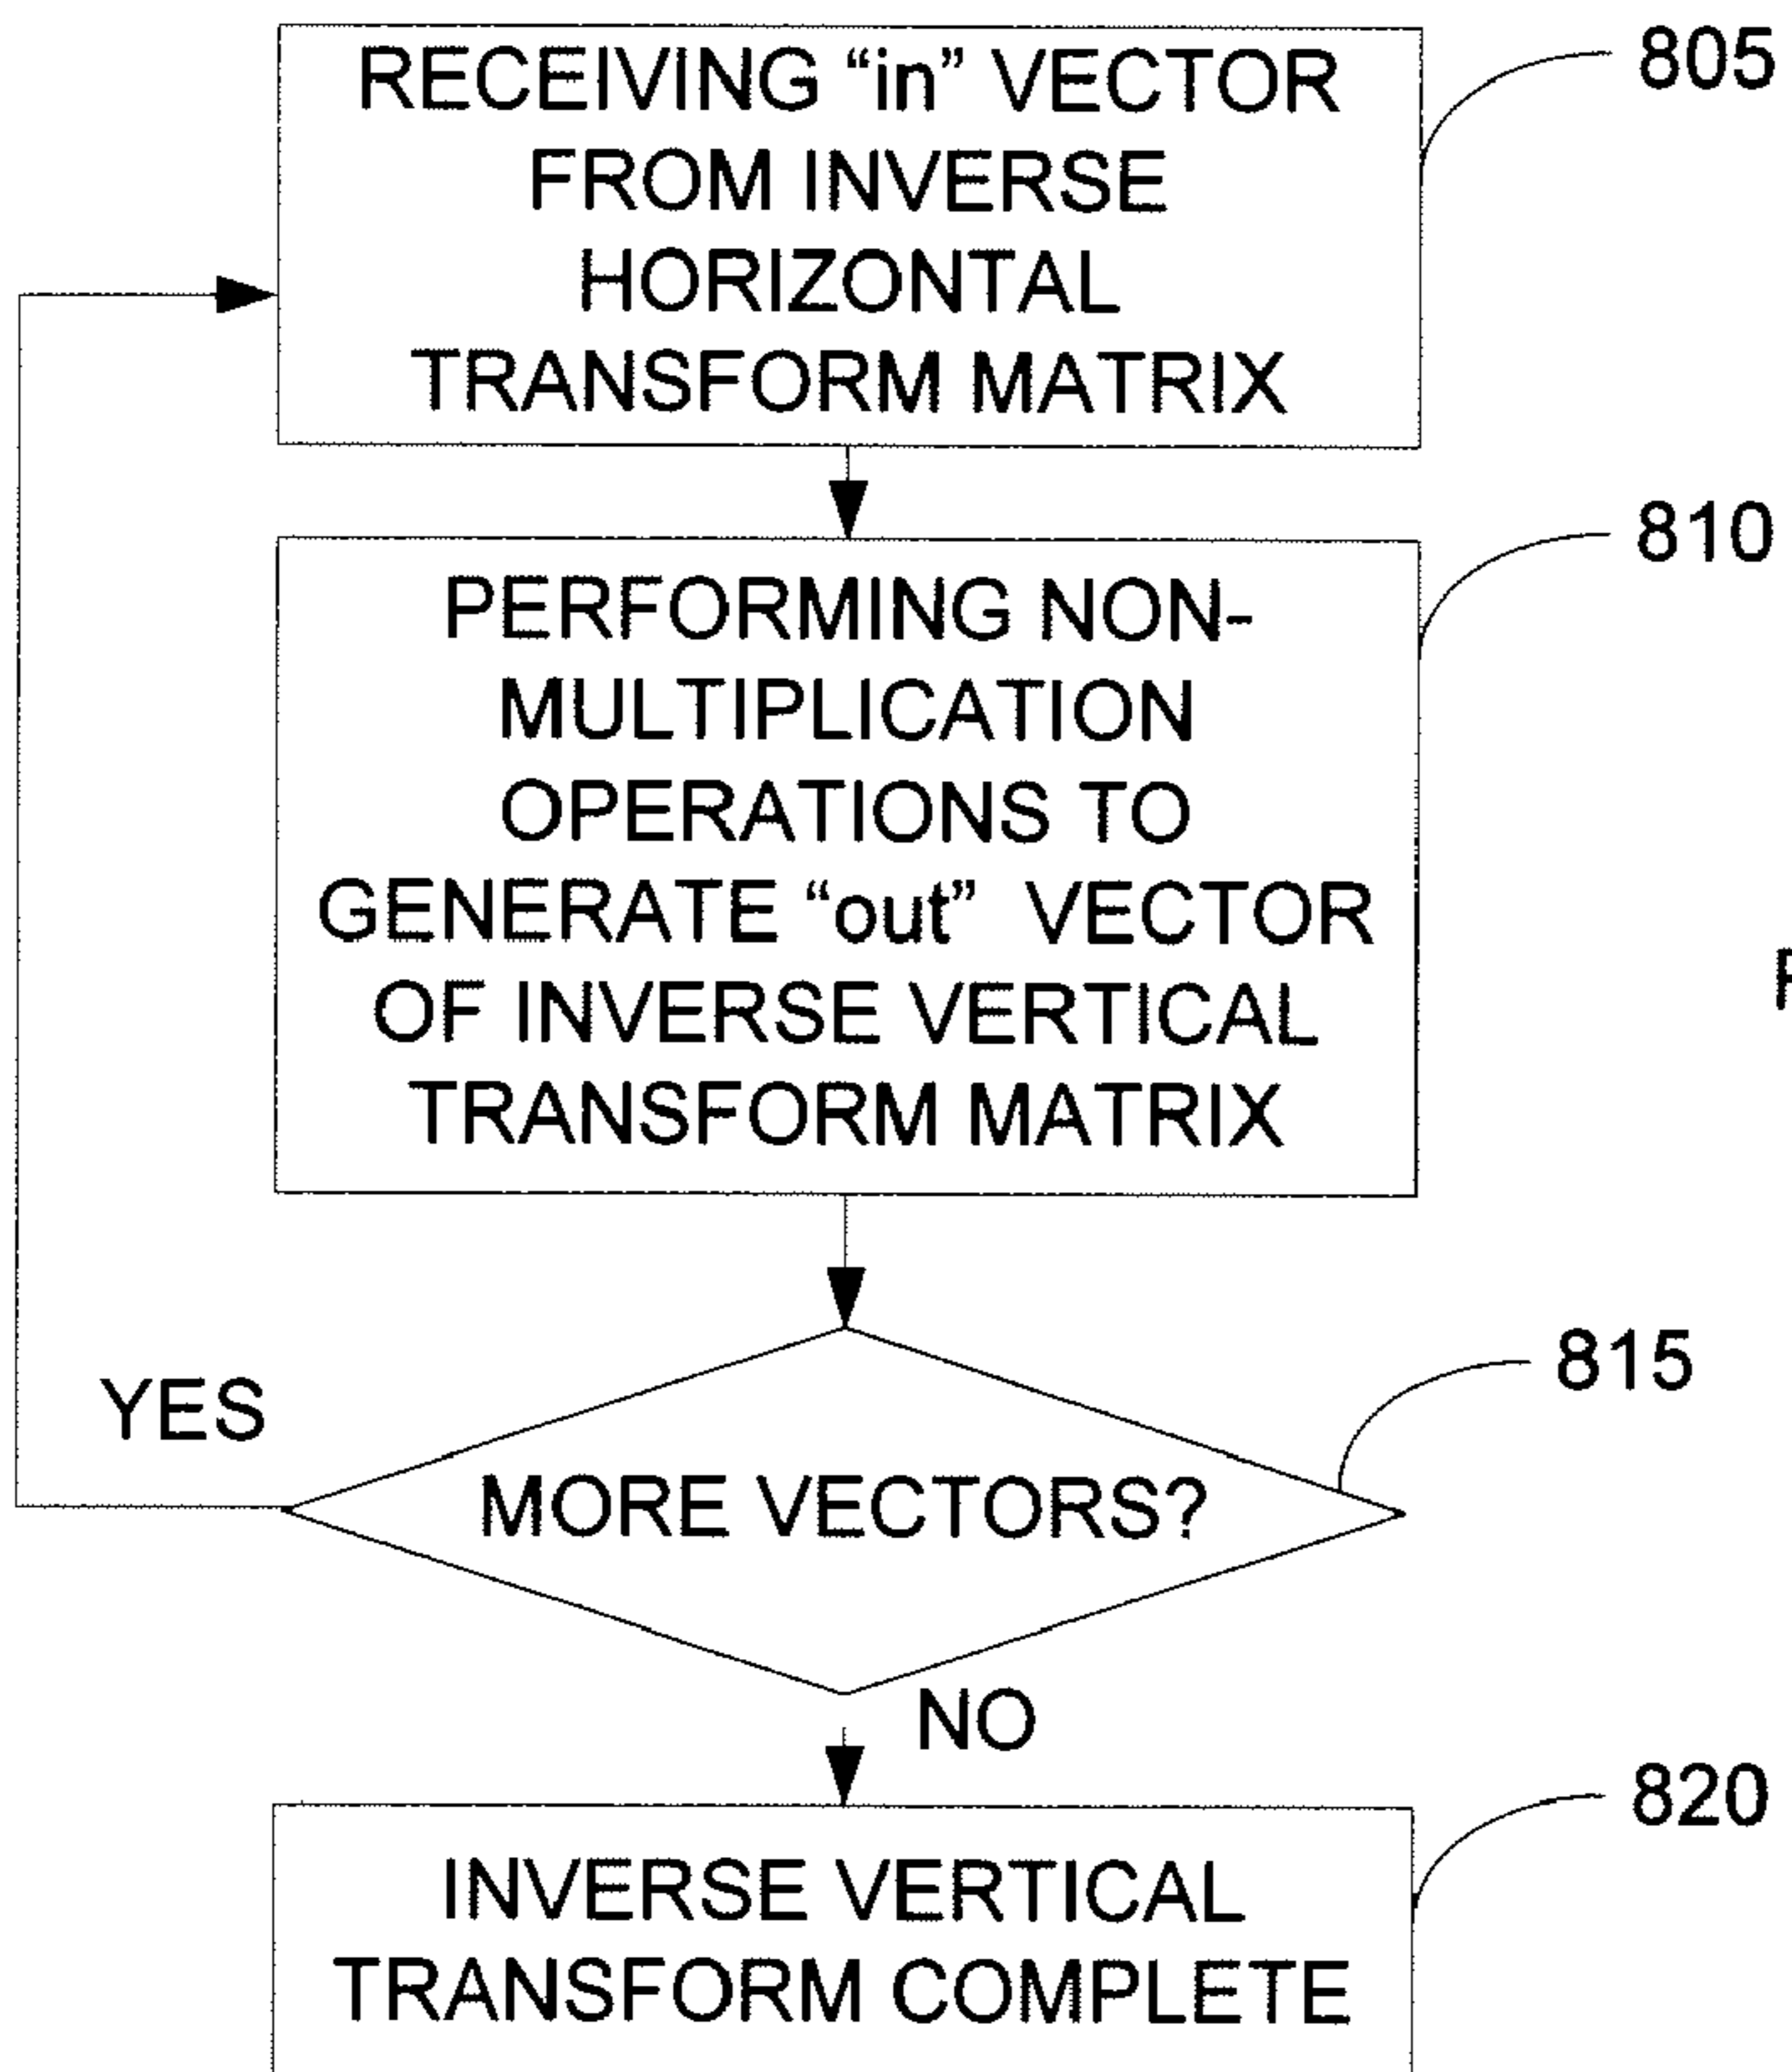 RECEIVING “in” VECTOR
FROM INVERSE
HORIZONTAL
TRANSFORM MATRIX
805
PERFORMING NON-
MULTIPLICATION
OPERATIONS TO
GENERATE “out” VECTOR
OF INVERSE VERTICAL
TRANSFORM MATRIX
810
YES
MORE VECTORS?
815
NO
INVERSE VERTICAL
TRANSFORM COMPLETE
820